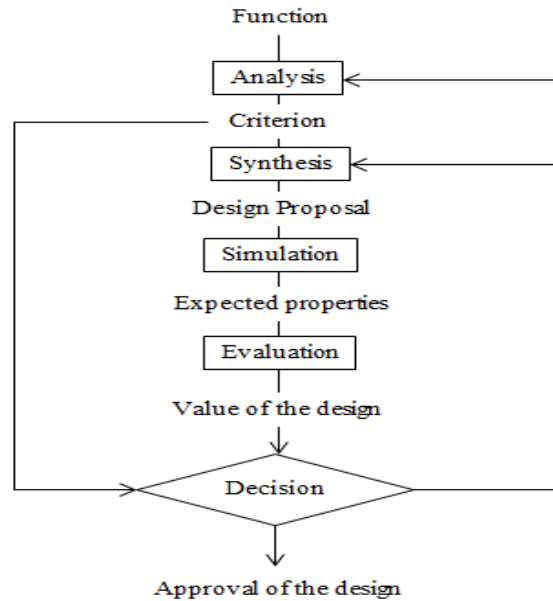 Function
Analysis
Criterion
Synthesis
Design Proposal
Simulation
Expected properties
Evaluation
Value of the design
Decision
Approval of the design